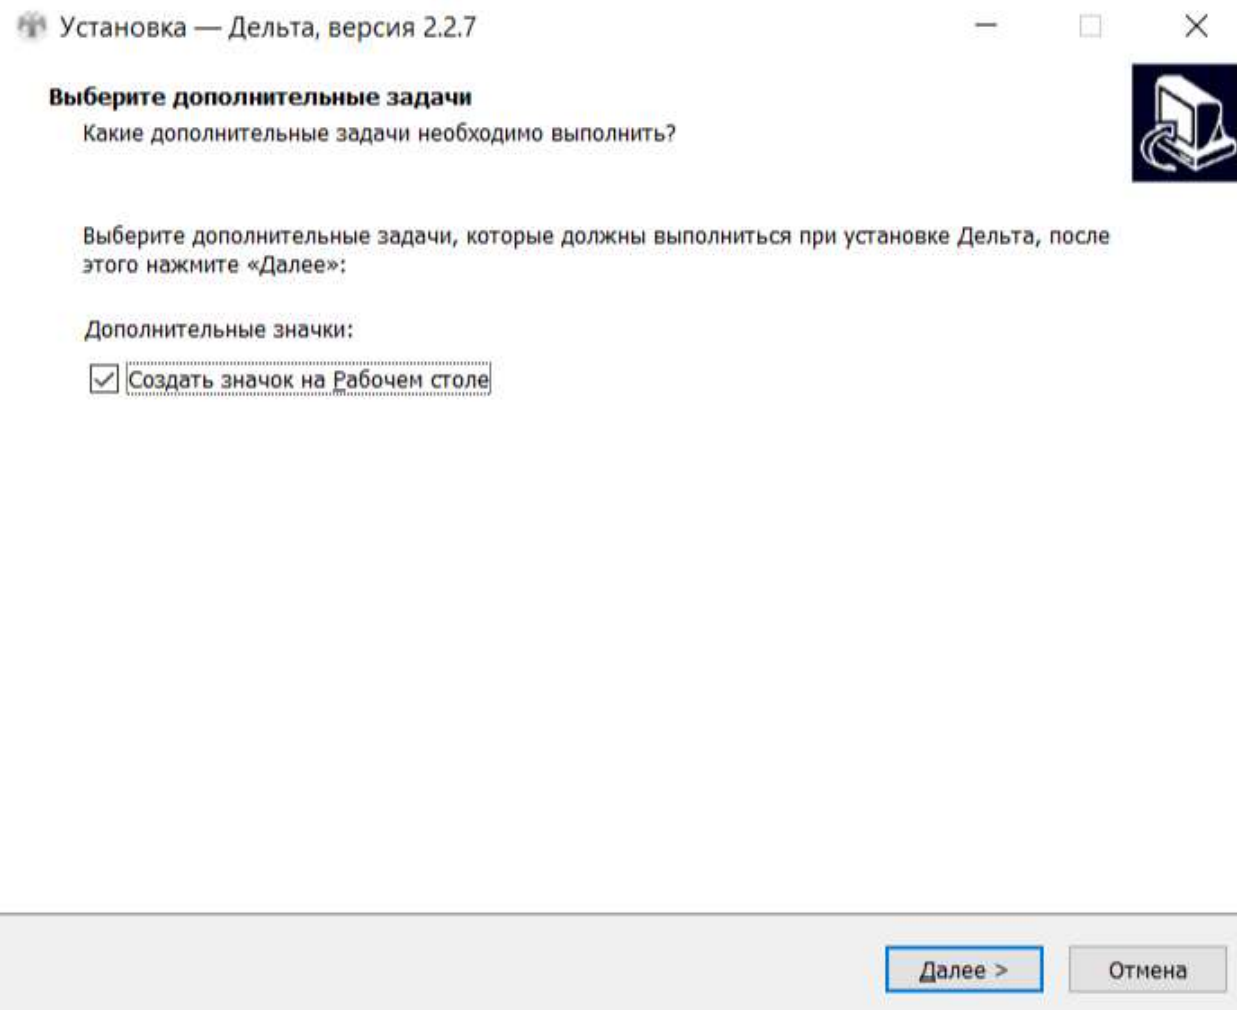 Установка — Дельта, версия 2.2.7
Выберите дополнительные задачи
Какие дополнительные задачи необходимо выполнить?
Выберите дополнительные задачи, которые должны выполниться при установке Дельта, после
этого нажмите «Далее»:
Дополнительные значки:
Создать значок на Рабочем столе
Далее >
Отмена